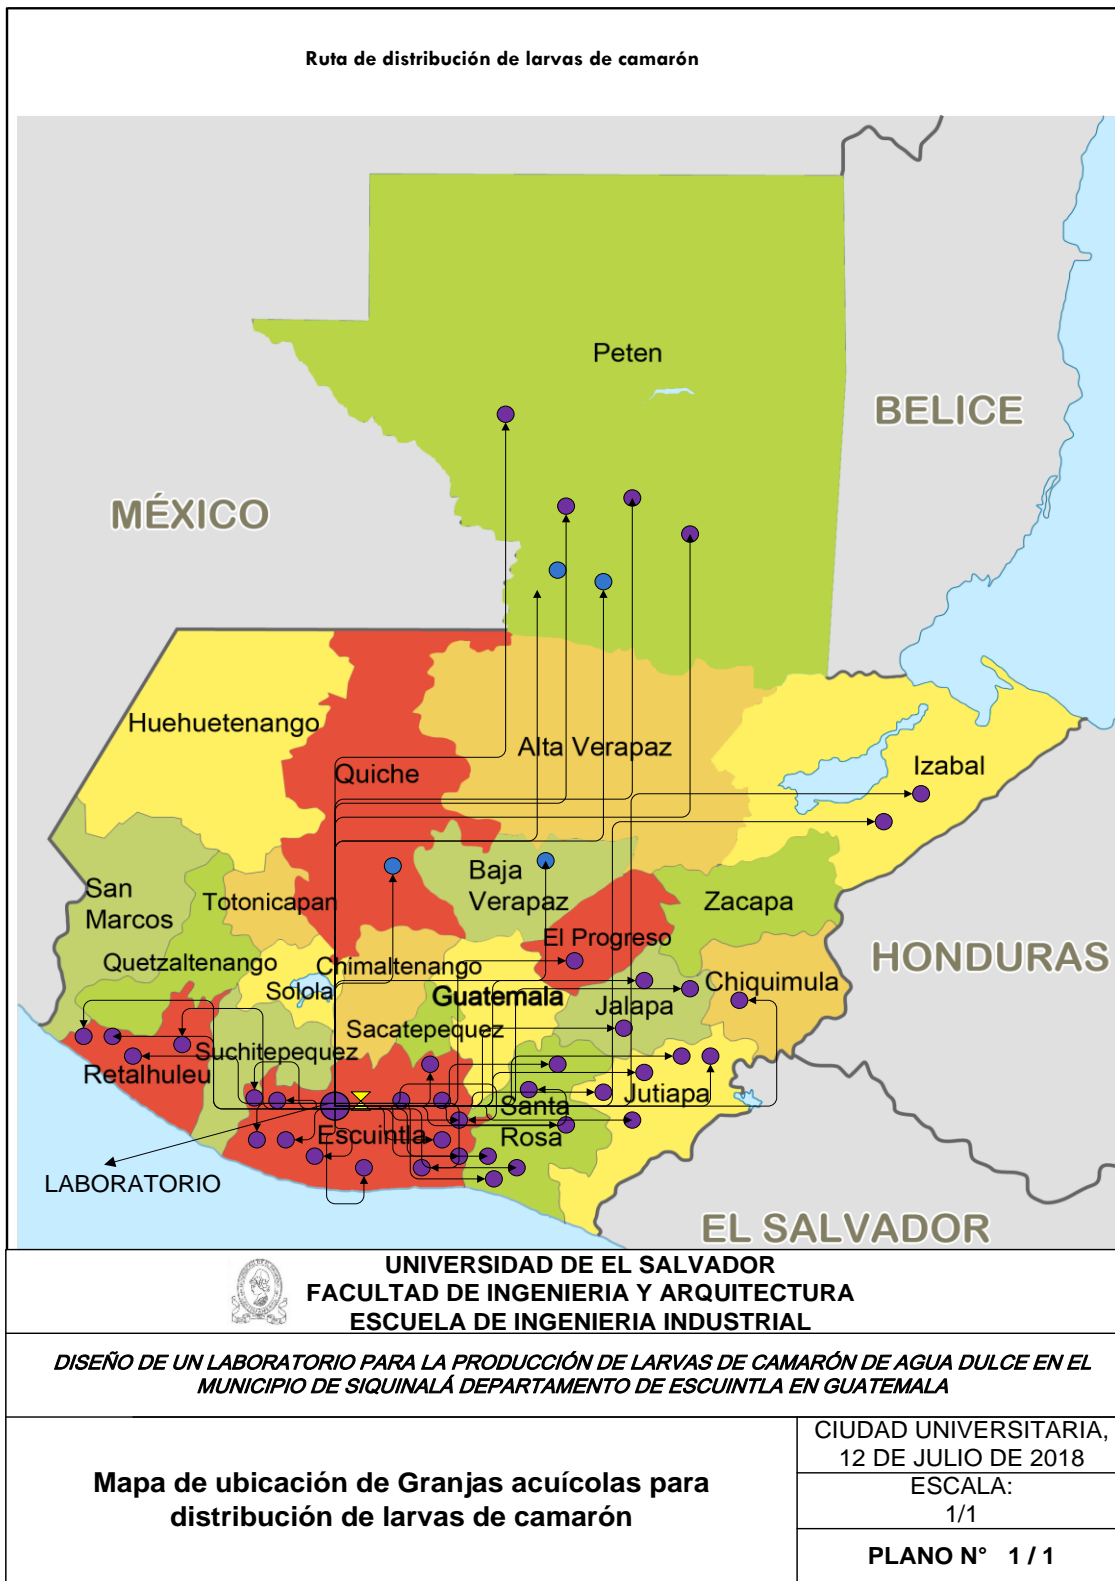 Ruta de distribución de larvas de camarón
Peten
BELICE
MÉXICO
Huehuetenango
Alta Verapaz
Quiche
Izabal
San
Marcos
Baja
Verapaz
Totonicapan
Zacapa
El Progreso
Quetzaltenango
Chimaltenango
HONDURAS
Solola
Guatemala
Chiquimula
Jalapa
Sacatepequez
Suchitepequez
Retalhuleu
Jutiapa
Santa
Rosa
Escuintla
LABORATORIO
EL SALVADOR
UNIVERSIDAD DE EL SALVADOR
FACULTAD DE INGENIERIA Y ARQUITECTURA
ESCUELA DE INGENIERIA INDUSTRIAL
DISEÑO DE UN LABORATORIO PARA LA PRODUCCIÓN DE LARVAS DE CAMARÓN DE AGUA DULCE EN EL
MUNICIPIO DE SIQUINALÁ DEPARTAMENTO DE ESCUINTLA EN GUATEMALA
Mapa de ubicación de Granjas acuícolas para
distribución de larvas de camarón
CIUDAD UNIVERSITARIA,
12 DE JULIO DE 2018
ESCALA:
1/1
PLANO N° 1 / 1